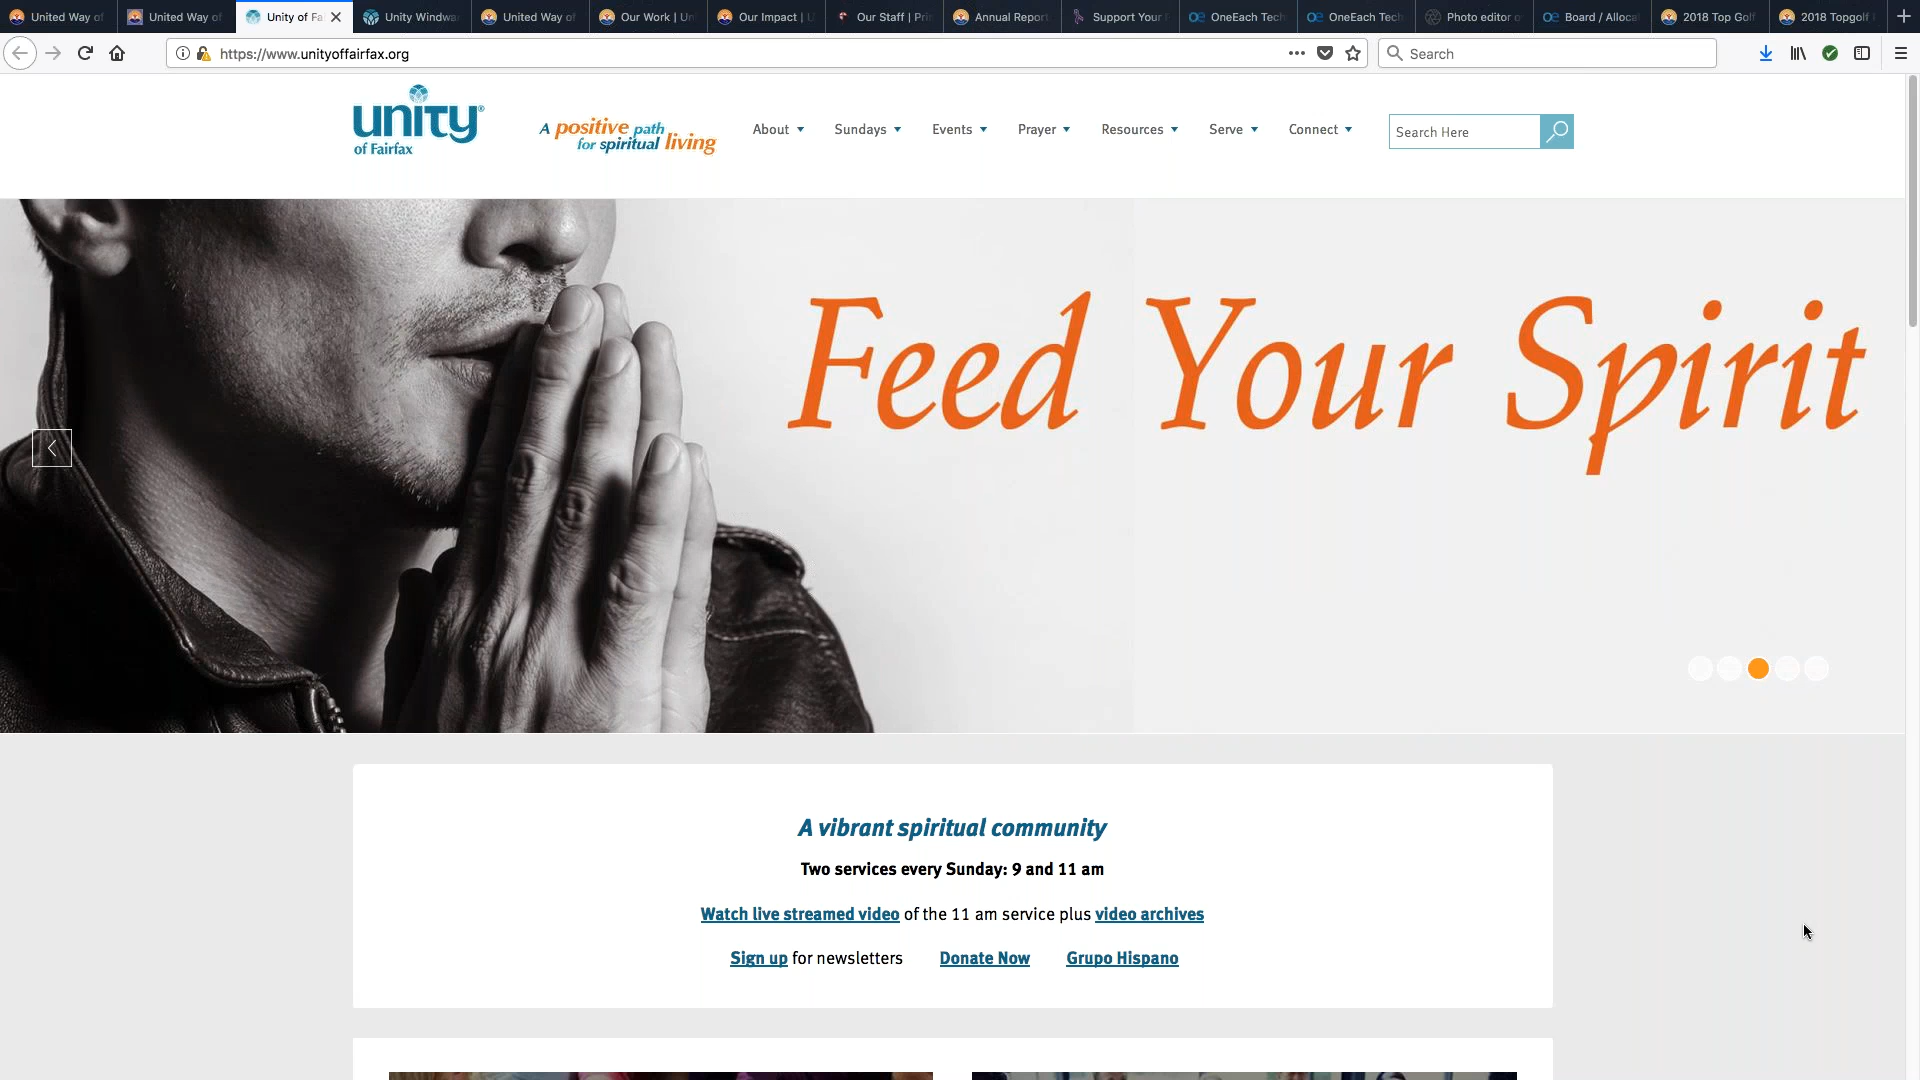 United Way of
United Way of
Unity of Fa
Unity Windwa
United Way of
Our Work | Un
Our Impact | U
Our Staff | Pri
Annual Report
Support Your
OneEach Tech
OneEach Tech
Photo editor o
Board / Alloca
2018 Top Golf
2018 Topgolf
https://www.unityoffairfax.org
Search
unity®
of Fairfax
A positive path
for spiritual living
About
Sundays
Events
Prayer
Resources
Serve
Connect
Search Here
Feed Your Spirit
A vibrant spiritual community
Two services every Sunday: 9 and 11 am
Watch live streamed video of the 11 am service plus video archives
Sign up for newsletters Donate Now Grupo Hispano